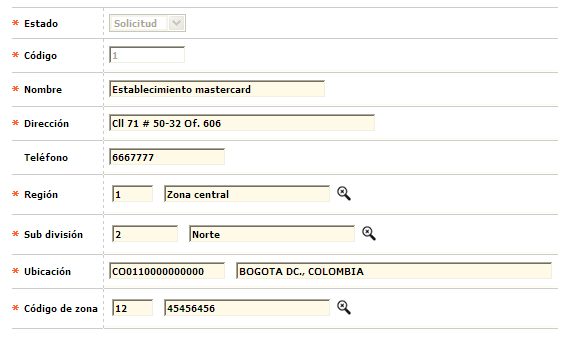 * Estado Solicitud
* Código 1
* Nombre Establecimiento mastercard
* Dirección Cll 71 # 50-32 Of. 606
Teléfono 6667777
* Región 1 Zona central
* Sub división 2 Norte
* Ubicación CO0110000000000 BOGOTA DC., COLOMBIA
* Código de zona 12 45456456